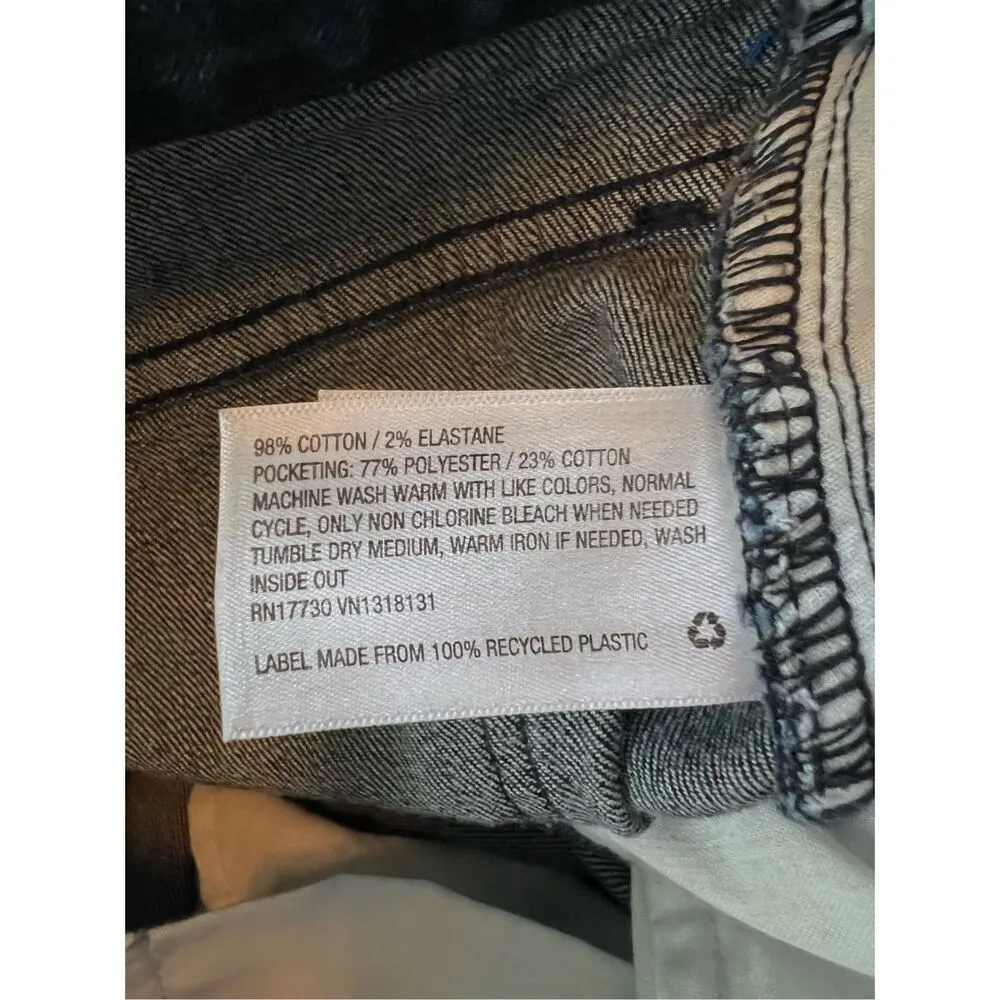 98% COTTON / 2% ELASTANE
POCKETING: 77% POLYESTER / 23% COTTON
MACHINE WASH WARM WITH LIKE COLORS, NORMAL
CYCLE, ONLY NON CHLORINE BLEACH WHEN NEEDED
TUMBLE DRY MEDIUM, WARM IRON IF NEEDED, WASH
INSIDE OUT
RN17730 VN1318131
LABEL MADE FROM 100% RECYCLED PLASTIC